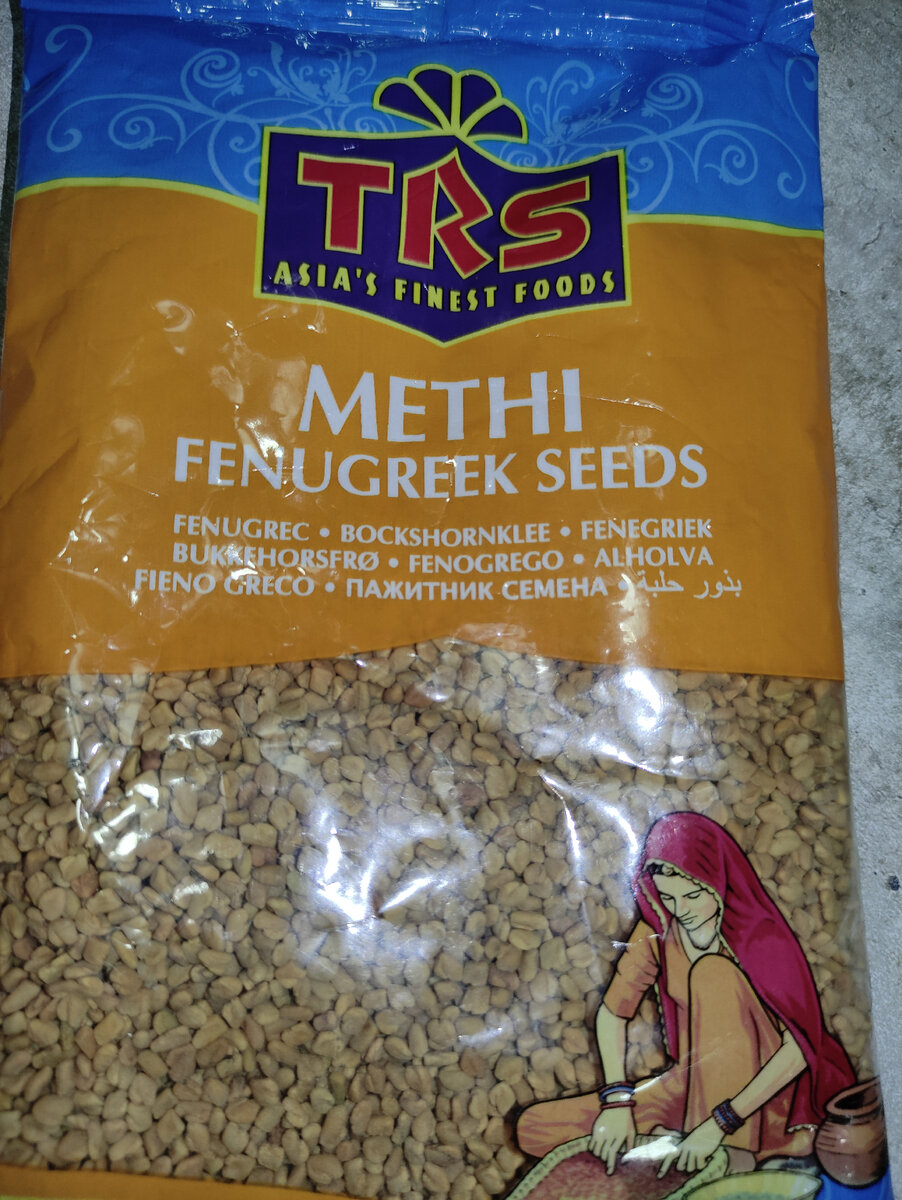 TRS
ASIA'S FINEST FOODS
METHI
FENUGREEK SEEDS
FENUGREC • BOCKSHORNKLEE • FENEGRIEK
BUKKEHORSFRØ • FENOGREGO • ALHOLVA
FIENO GRECO • ПАЖИТНИК СЕМЕНА • بذور حلبة